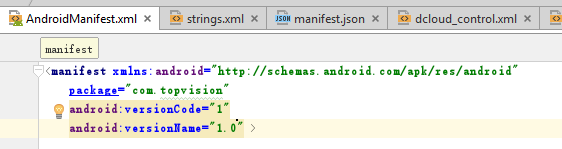 AndroidManifest.xml strings.xml manifest.json dcloud_control.xml
manifest
<manifest xmlns:android="http://schemas.android.com/apk/res/android"
package="com.topvision"
android:versionCode="1"
android:versionName="1.0" >